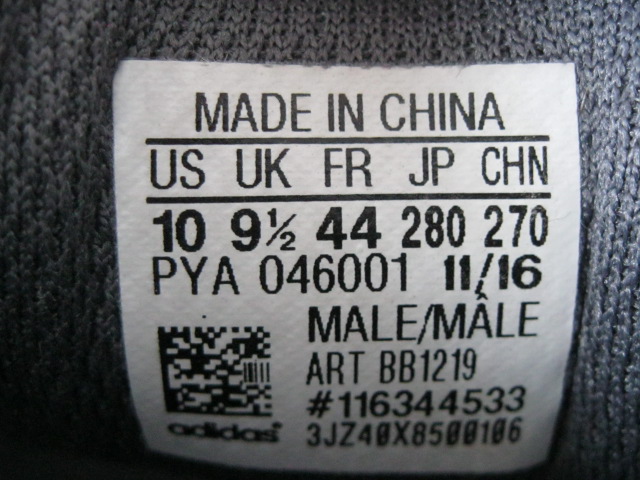 MADE IN CHINA
US UK FR JP CHN
10 9½ 44 280 270
PYA 046001 11/16
MALE/MÂLE
ART BB1219
#116344533
adidas 3JZ40X8500106